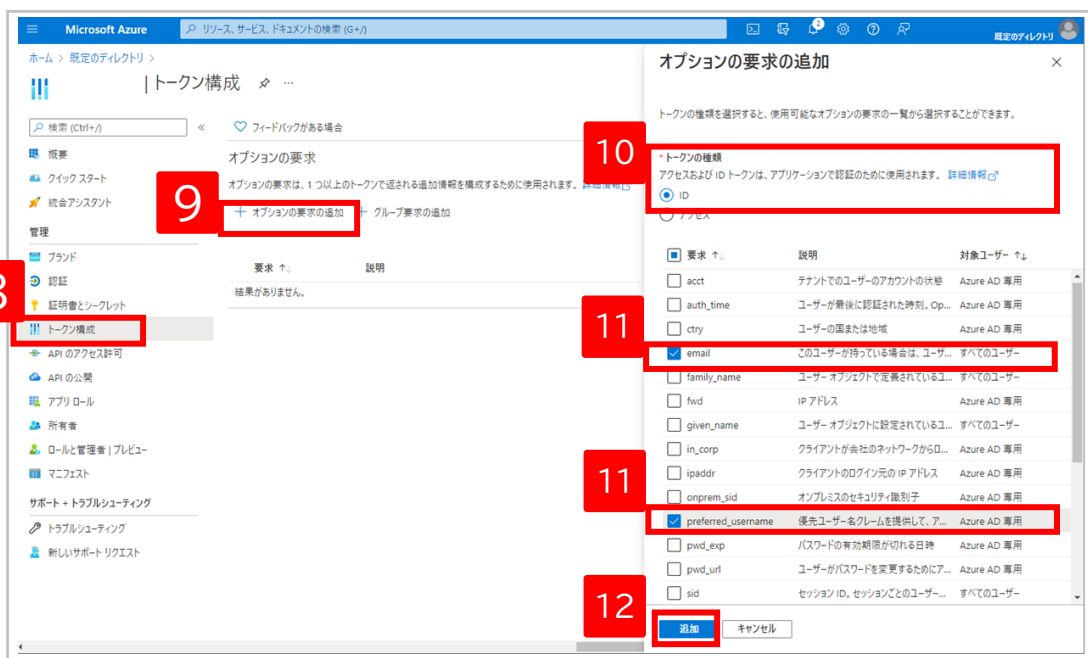 Microsoft Azure
リソース、サービス、ドキュメントの検索 (G+/)
2
既定のディレクトリ
ホーム > 既定のディレクトリ >
| トークン構成
検索 (Ctrl+/)
«
概要
クイック スタート
統合アシスタント
管理
ブランド
認証
証明書とシークレット
8
トークン構成
API のアクセス許可
API の公開
アプリ ロール
所有者
ロールと管理者 | プレビュー
マニフェスト
サポート + トラブルシューティング
トラブルシューティング
新しいサポート リクエスト
フィードバックがある場合
オプションの要求
オプションの要求は、1 つ以上のトークンで返される追加情報を構成するために使用されます。詳細情報
9
+ オプションの要求の追加
+ グループ要求の追加
要求 ↑↓ 説明
結果がありません。
オプションの要求の追加
トークンの種類を選択すると、使用可能なオプションの要求の一覧から選択することができます。
10
* トークンの種類
アクセスおよび ID トークンは、アプリケーションで認証のために使用されます。 詳細情報
ID
アクセス
要求 ↑↓ 説明 対象ユーザー ↑↓
acct テナントでのユーザーのアカウントの状態 Azure AD 専用
auth_time ユーザーが最後に認証された時刻。Op... Azure AD 専用
11
ctry ユーザーの国または地域 Azure AD 専用
email このユーザーが持っている場合は、ユーザ... すべてのユーザー
family_name ユーザー オブジェクトで定義されているユ... すべてのユーザー
fwd IP アドレス Azure AD 専用
given_name ユーザー オブジェクトに設定されているユ... すべてのユーザー
in_corp クライアントが会社のネットワークからロ... Azure AD 専用
11
ipaddr クライアントのログイン元の IP アドレス Azure AD 専用
onprem_sid オンプレミスのセキュリティ識別子 Azure AD 専用
preferred_username 優先ユーザー名クレームを提供して、ア... Azure AD 専用
pwd_exp パスワードの有効期限が切れる日時 Azure AD 専用
pwd_url ユーザーがパスワードを変更するためにア... Azure AD 専用
sid セッション ID。セッションごとのユーザー... すべてのユーザー
12
追加 キャンセル